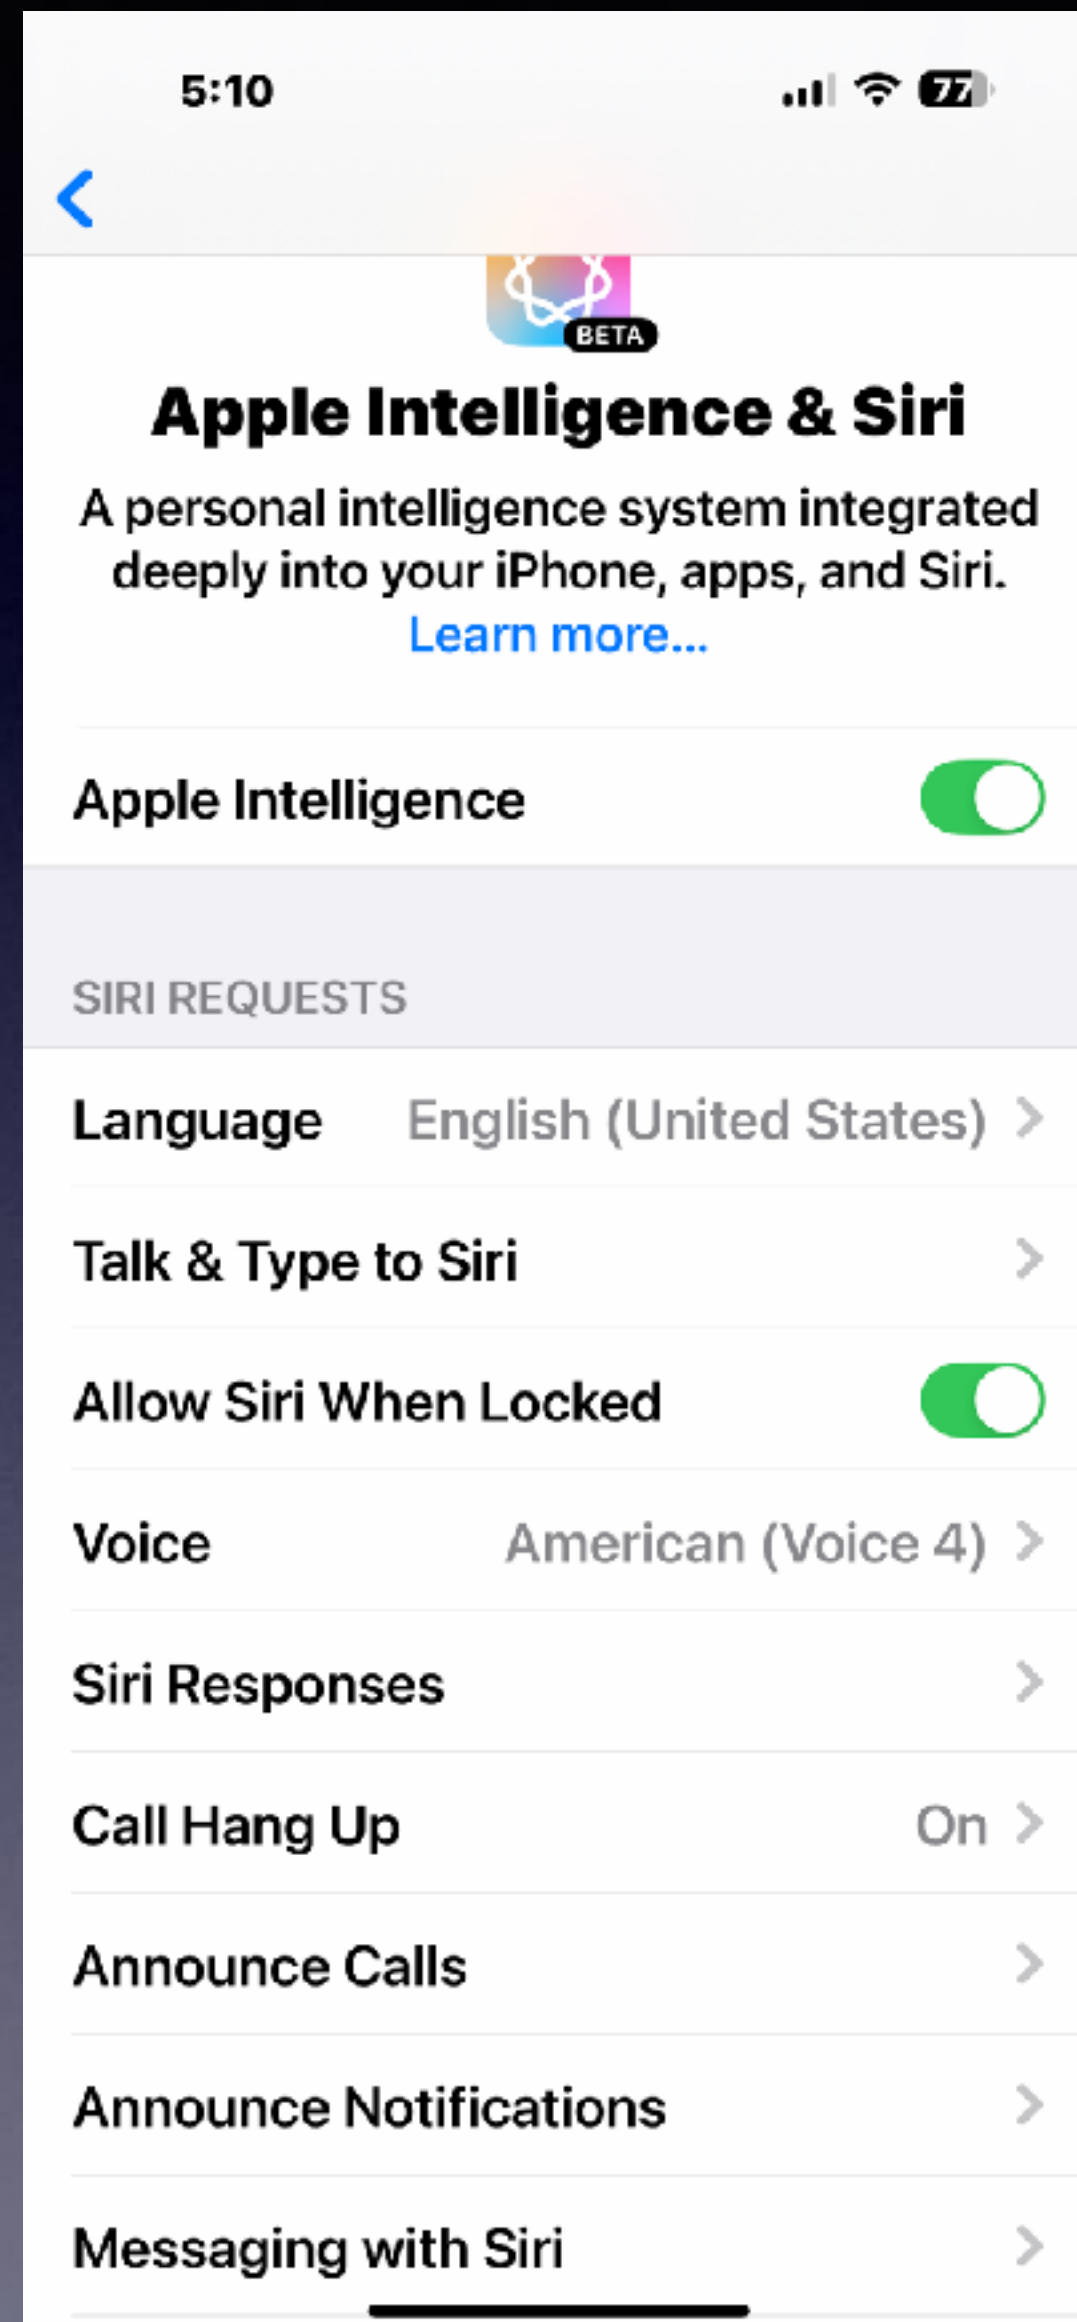 5:10 77
BETA
Apple Intelligence & Siri
A personal intelligence system integrated
deeply into your iPhone, apps, and Siri.
Learn more...
Apple Intelligence
SIRI REQUESTS
Language English (United States)
Talk & Type to Siri
Allow Siri When Locked
Voice American (Voice 4)
Siri Responses
Call Hang Up On
Announce Calls
Announce Notifications
Messaging with Siri